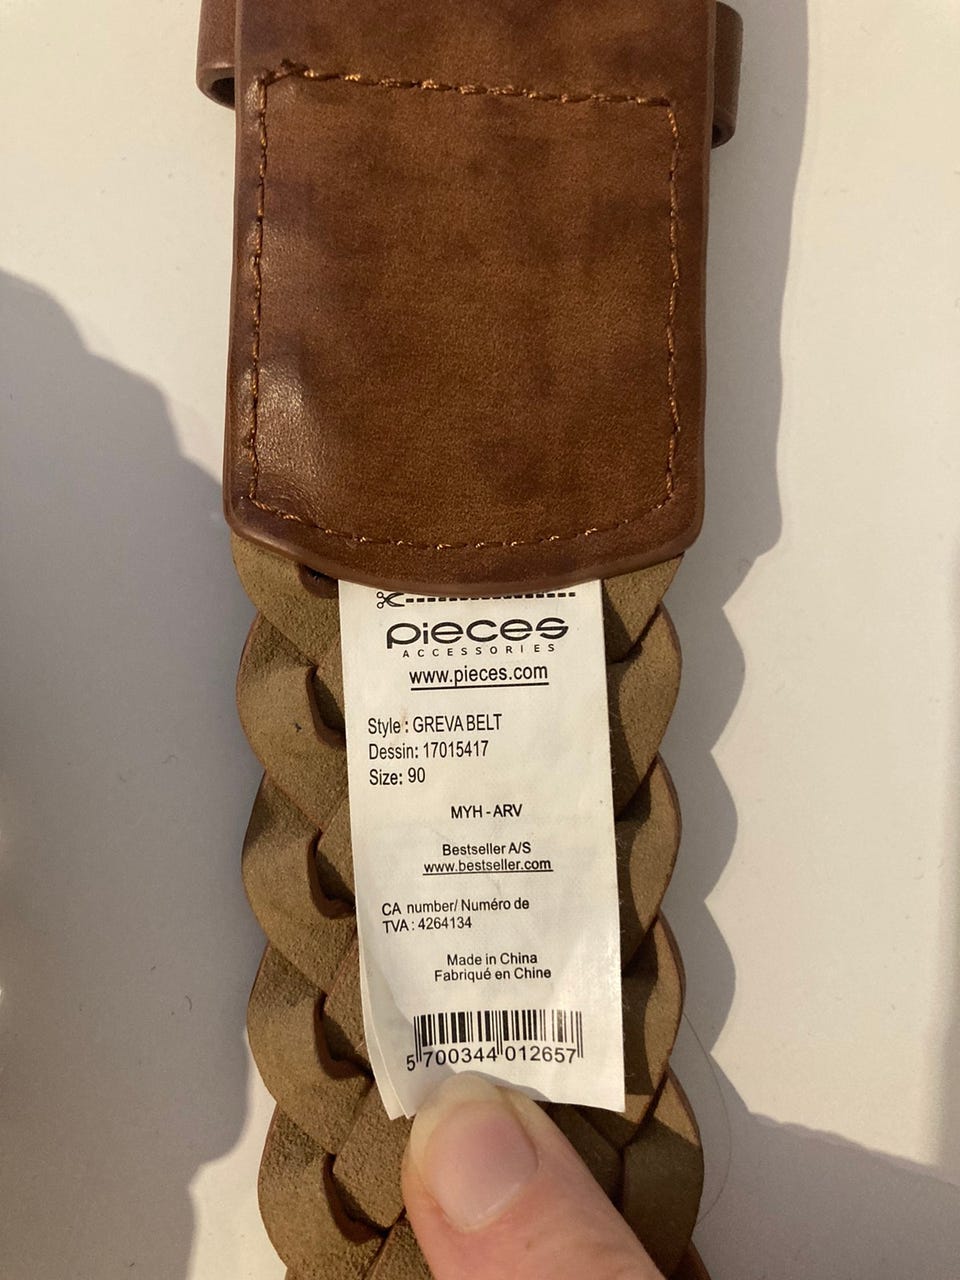 pieces
ACCESSORIES
www.pieces.com
Style : GREVA BELT
Dessin: 17015417
Size: 90
MYH - ARV
Bestseller A/S
www.bestseller.com
CA number/ Numéro de
TVA : 4264134
Made in China
Fabriqué en Chine
5 700344 012657